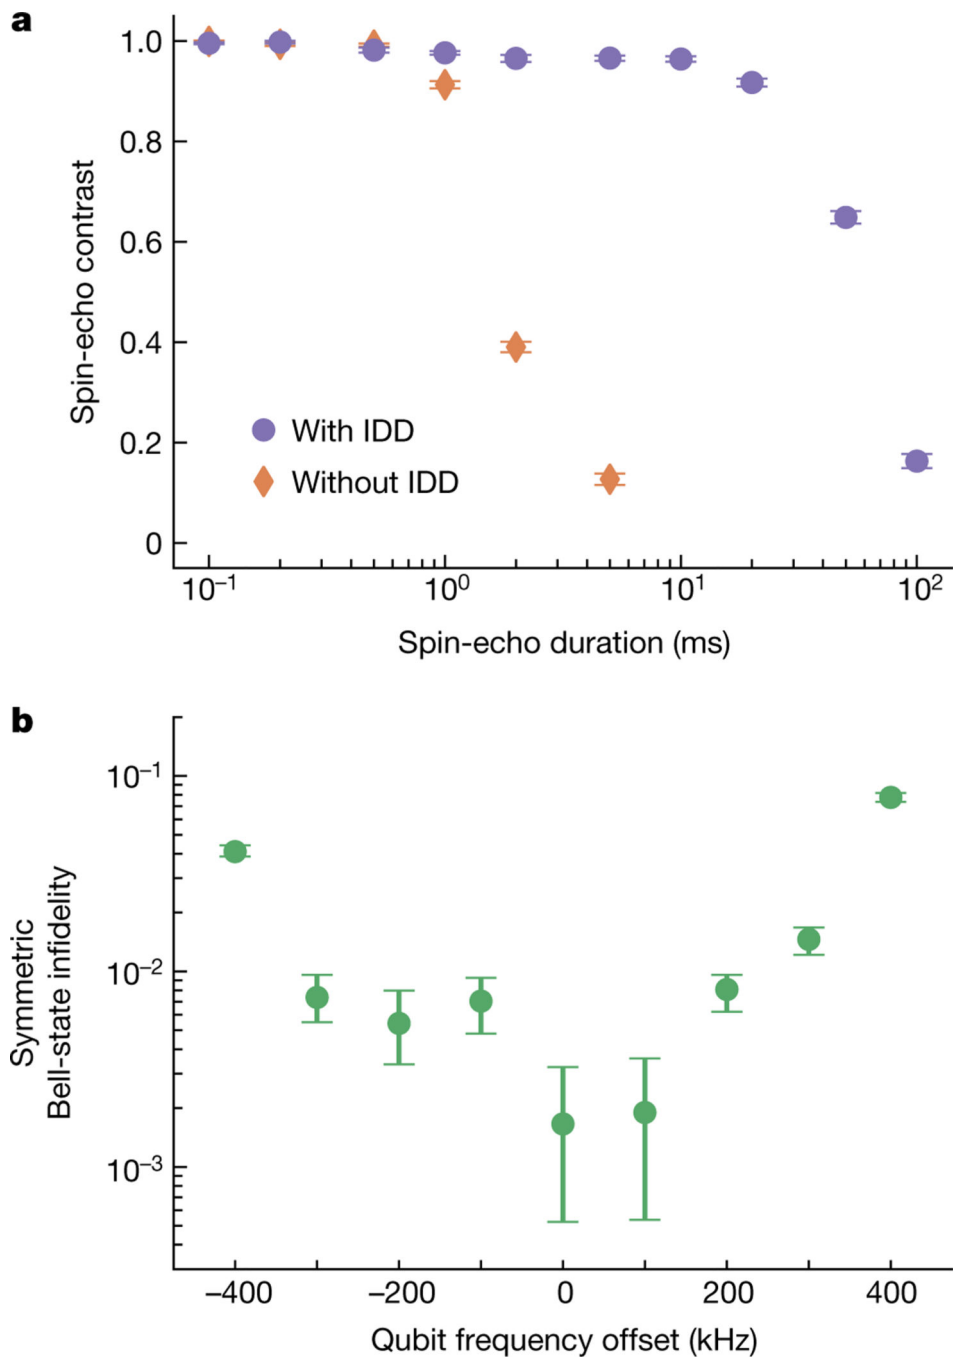 a
1.0
0.8
0.6
0.4
0.2
0
Spin-echo contrast
With IDD
Without IDD
10⁻¹
10⁰
10¹
10²
Spin-echo duration (ms)
b
10⁻¹
10⁻²
10⁻³
Symmetric
Bell-state infidelity
−400
−200
0
200
400
Qubit frequency offset (kHz)